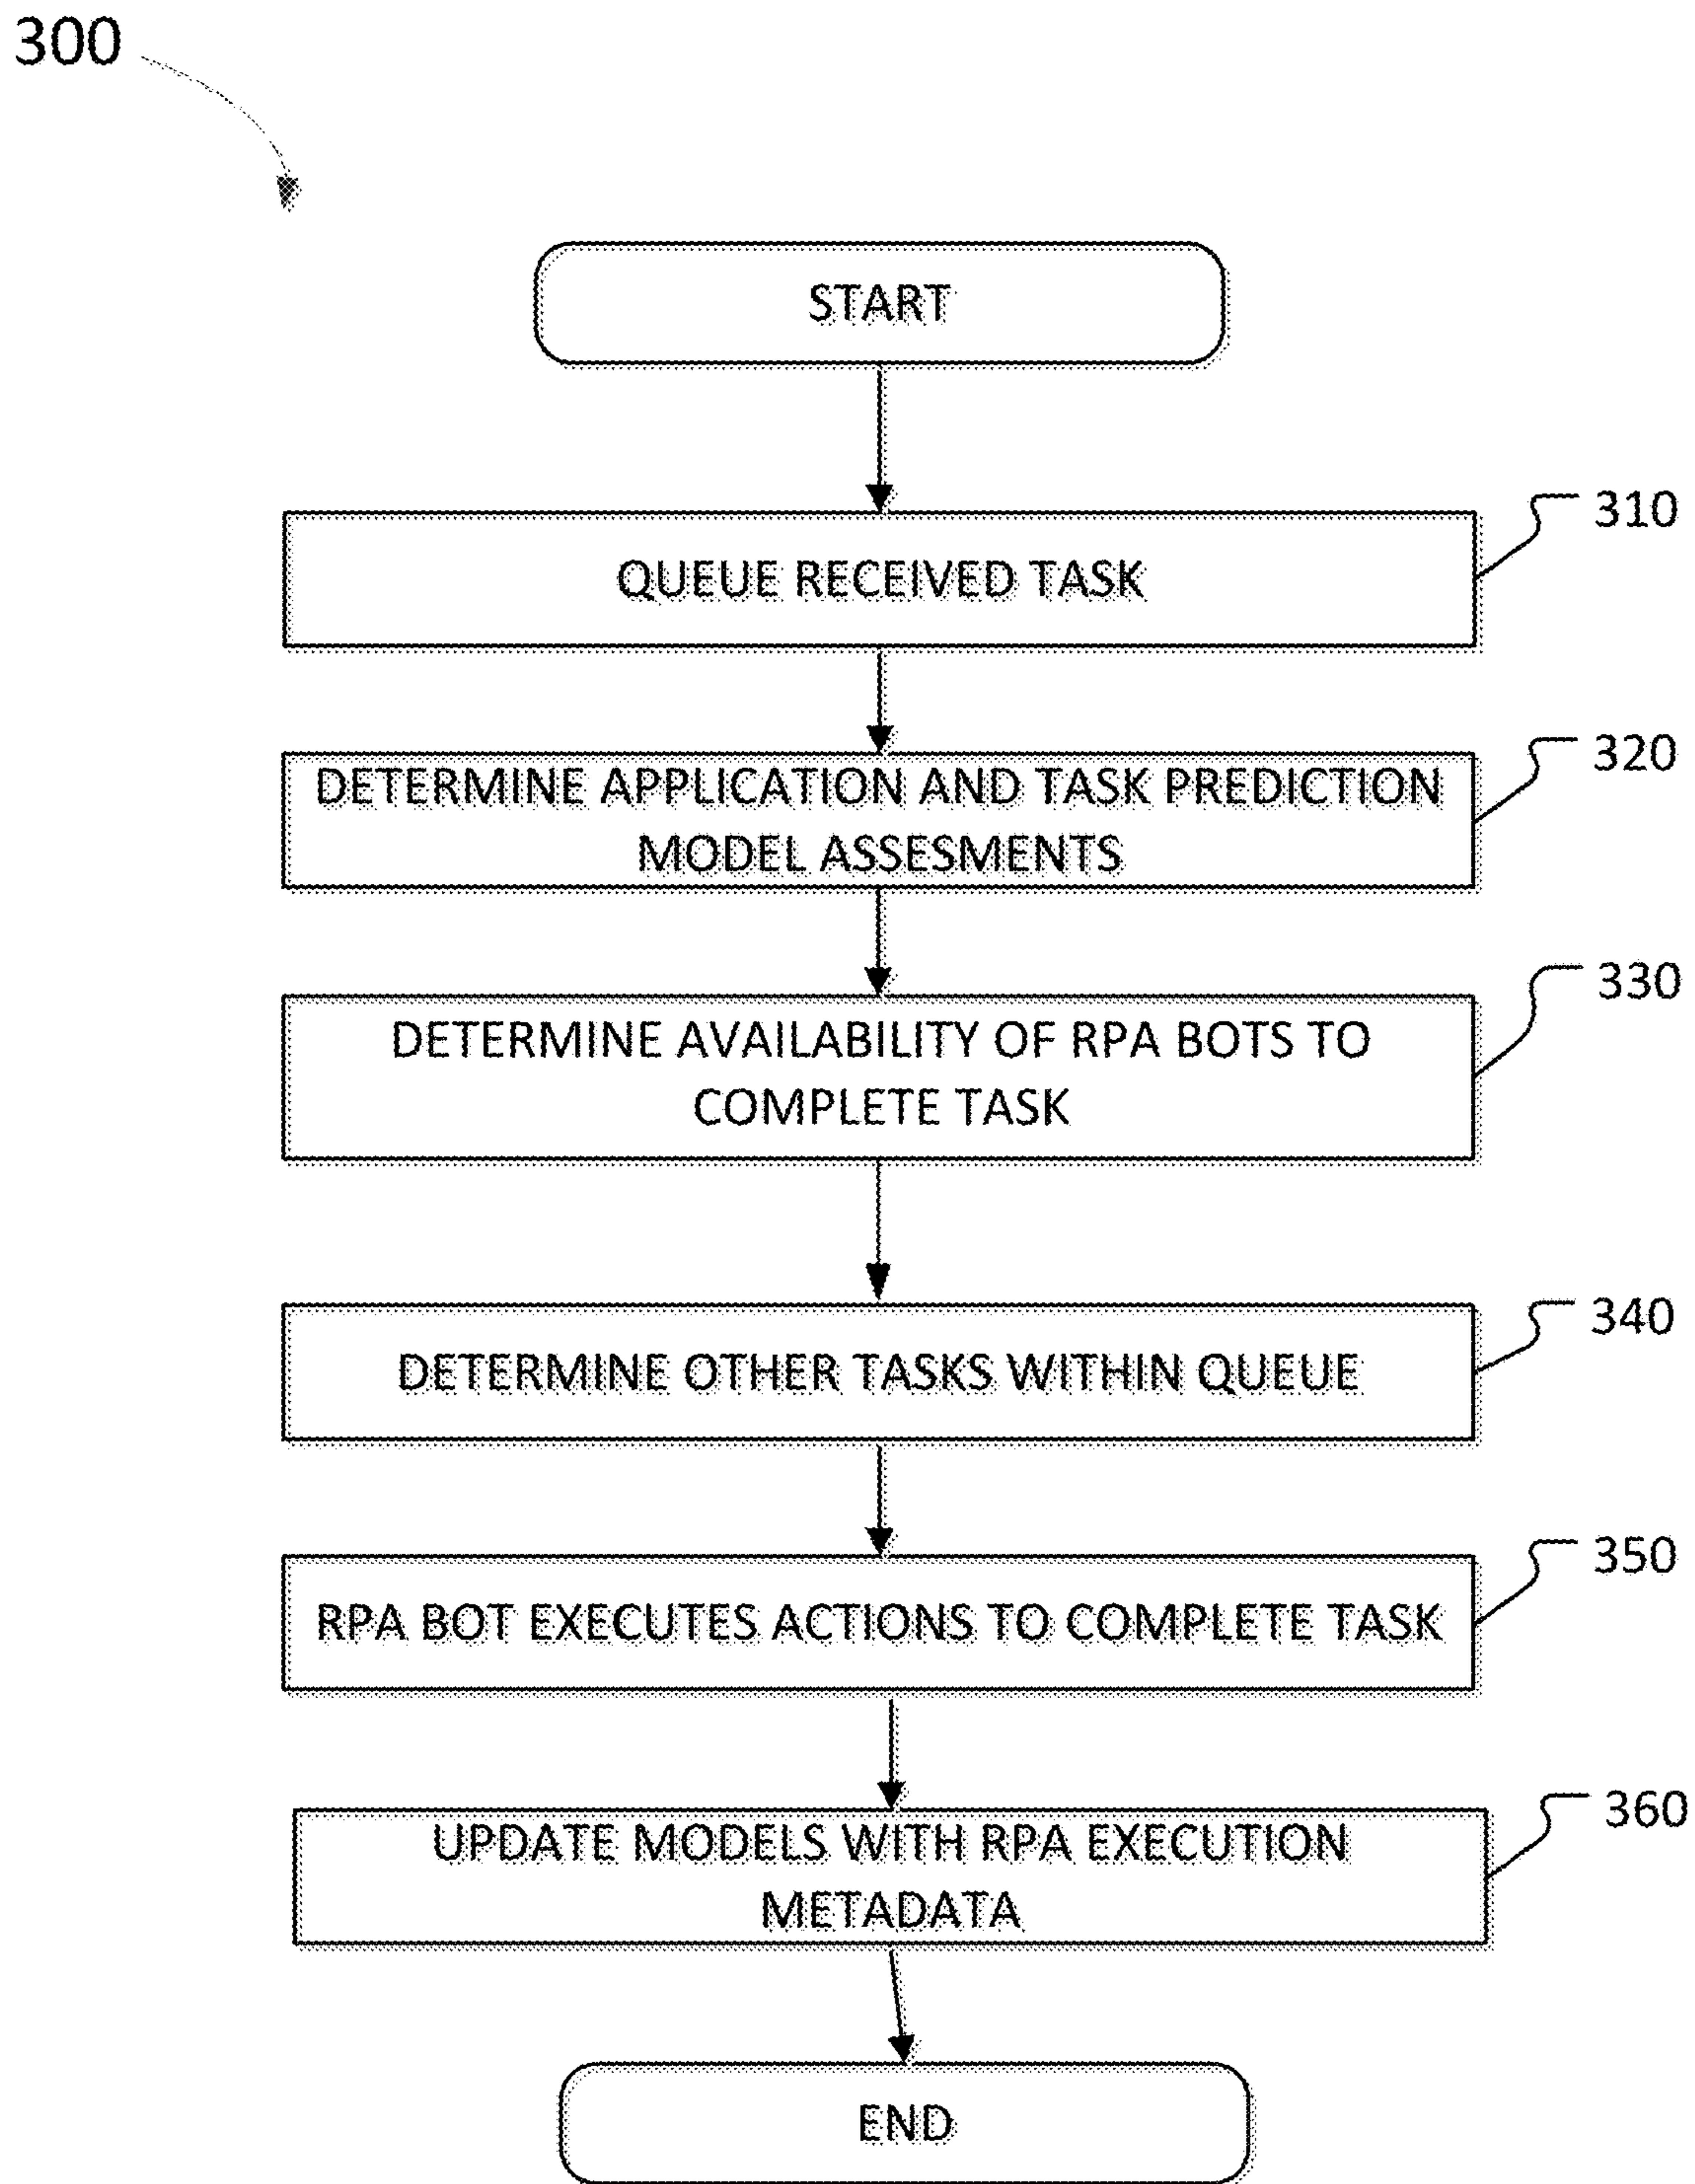 300
START
QUEUE RECEIVED TASK
310
DETERMINE APPLICATION AND TASK PREDICTION
MODEL ASSESMENTS
320
DETERMINE AVAILABILITY OF RPA BOTS TO
COMPLETE TASK
330
DETERMINE OTHER TASKS WITHIN QUEUE
340
RPA BOT EXECUTES ACTIONS TO COMPLETE TASK
350
UPDATE MODELS WITH RPA EXECUTION
METADATA
360
END